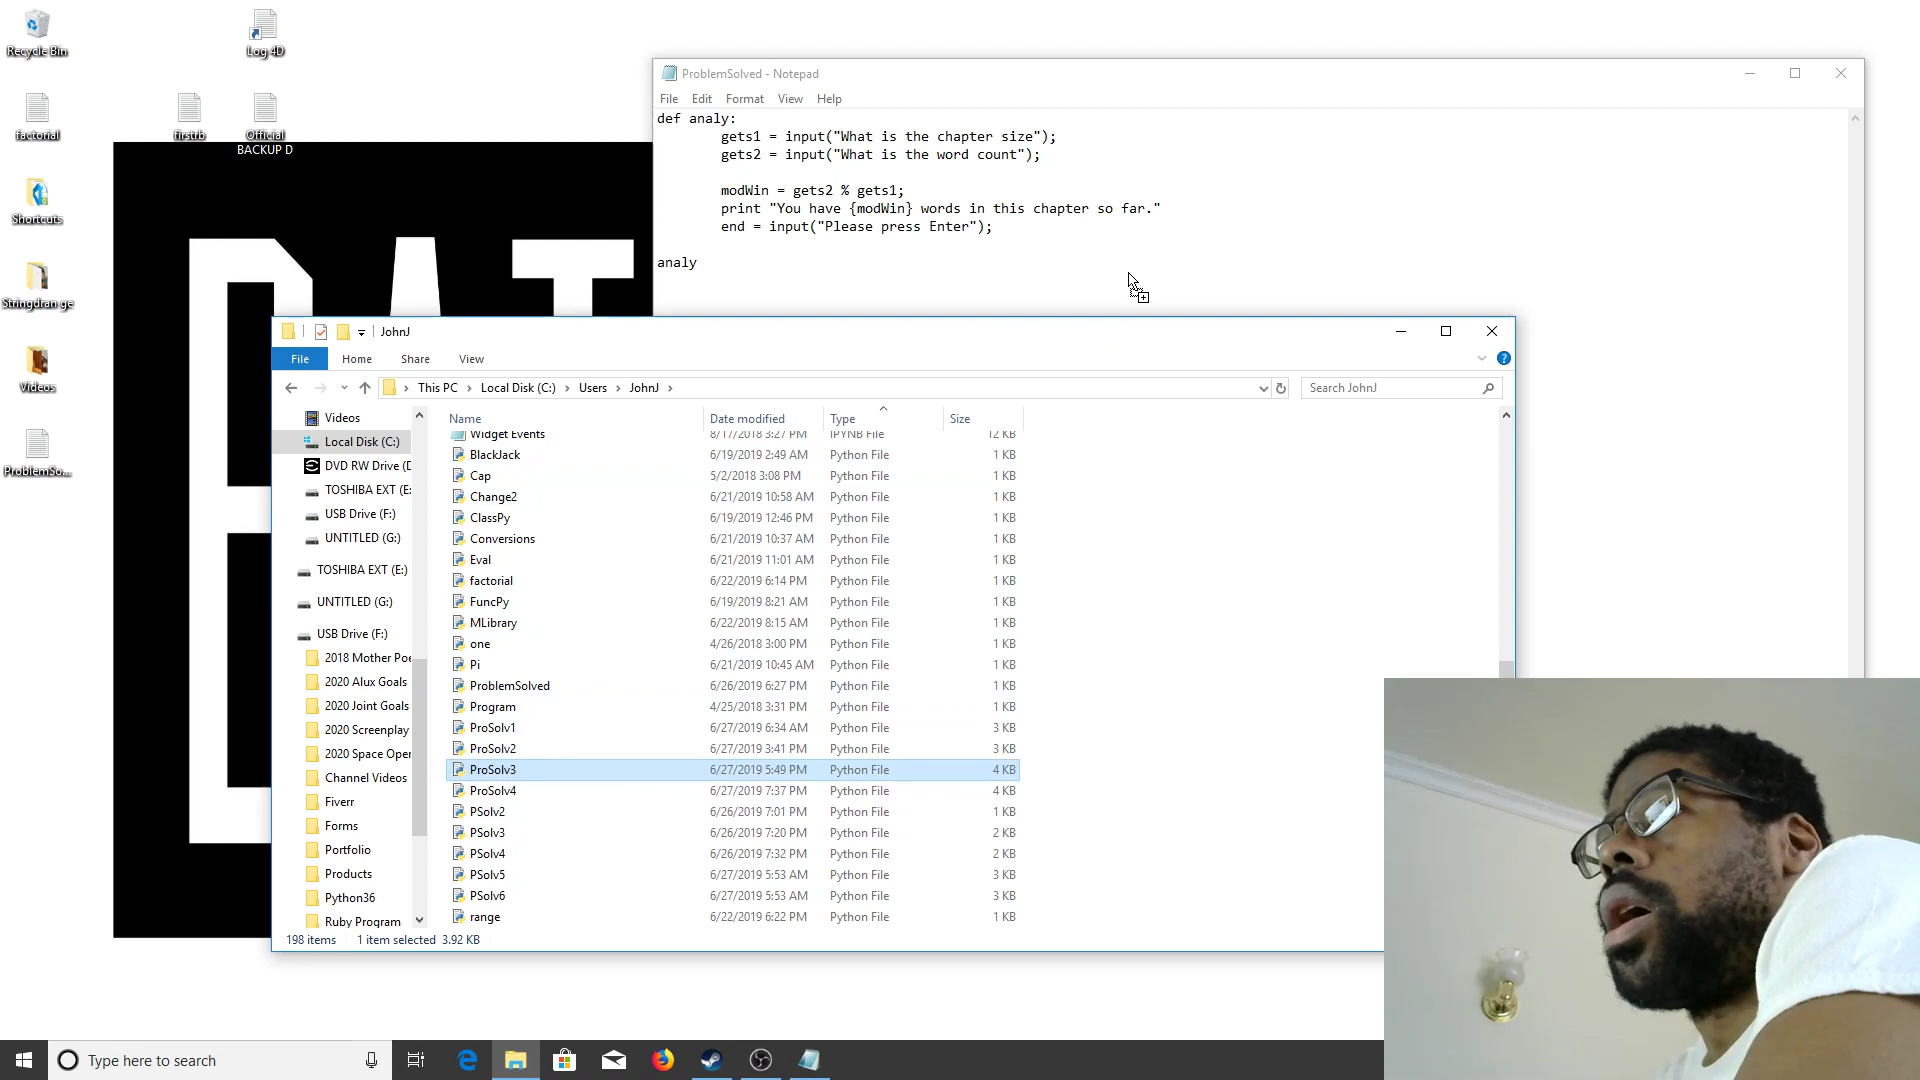 Recycle Bin
Log 4D
factorial
firstrb
Official
BACKUP D
Shortcuts
Stringdran ge
Videos
ProblemSo...
ProblemSolved - Notepad
File Edit Format View Help
def analy:
gets1 = input("What is the chapter size");
gets2 = input("What is the word count");
modWin = gets2 % gets1;
print "You have {modWin} words in this chapter so far."
end = input("Please press Enter");
analy
JohnJ
File Home Share View
This PC Local Disk (C:) Users JohnJ
Search JohnJ
Videos
Local Disk (C:)
DVD RW Drive (D
TOSHIBA EXT (E:
USB Drive (F:)
UNTITLED (G:)
TOSHIBA EXT (E:)
UNTITLED (G:)
USB Drive (F:)
2018 Mother Poe
2020 Alux Goals
2020 Joint Goals
2020 Screenplay
2020 Space Oper
Channel Videos
Fiverr
Forms
Portfolio
Products
Python36
Ruby Program
Name Date modified Type Size
Widget Events 8/17/2018 3:27 PM IPYNB File 12 KB
BlackJack 6/19/2019 2:49 AM Python File 1 KB
Cap 5/2/2018 3:08 PM Python File 1 KB
Change2 6/21/2019 10:58 AM Python File 1 KB
ClassPy 6/19/2019 12:46 PM Python File 1 KB
Conversions 6/21/2019 10:37 AM Python File 1 KB
Eval 6/21/2019 11:01 AM Python File 1 KB
factorial 6/22/2019 6:14 PM Python File 1 KB
FuncPy 6/19/2019 8:21 AM Python File 1 KB
MLibrary 6/22/2019 8:15 AM Python File 1 KB
one 4/26/2018 3:00 PM Python File 1 KB
Pi 6/21/2019 10:45 AM Python File 1 KB
ProblemSolved 6/26/2019 6:27 PM Python File 1 KB
Program 4/25/2018 3:31 PM Python File 1 KB
ProSolv1 6/27/2019 6:34 AM Python File 3 KB
ProSolv2 6/27/2019 3:41 PM Python File 3 KB
ProSolv3 6/27/2019 5:49 PM Python File 4 KB
ProSolv4 6/27/2019 7:37 PM Python File 4 KB
PSolv2 6/26/2019 7:01 PM Python File 1 KB
PSolv3 6/26/2019 7:20 PM Python File 2 KB
PSolv4 6/26/2019 7:32 PM Python File 2 KB
PSolv5 6/27/2019 5:53 AM Python File 3 KB
PSolv6 6/27/2019 5:53 AM Python File 3 KB
range 6/22/2019 6:22 PM Python File 1 KB
198 items 1 item selected 3.92 KB
Type here to search